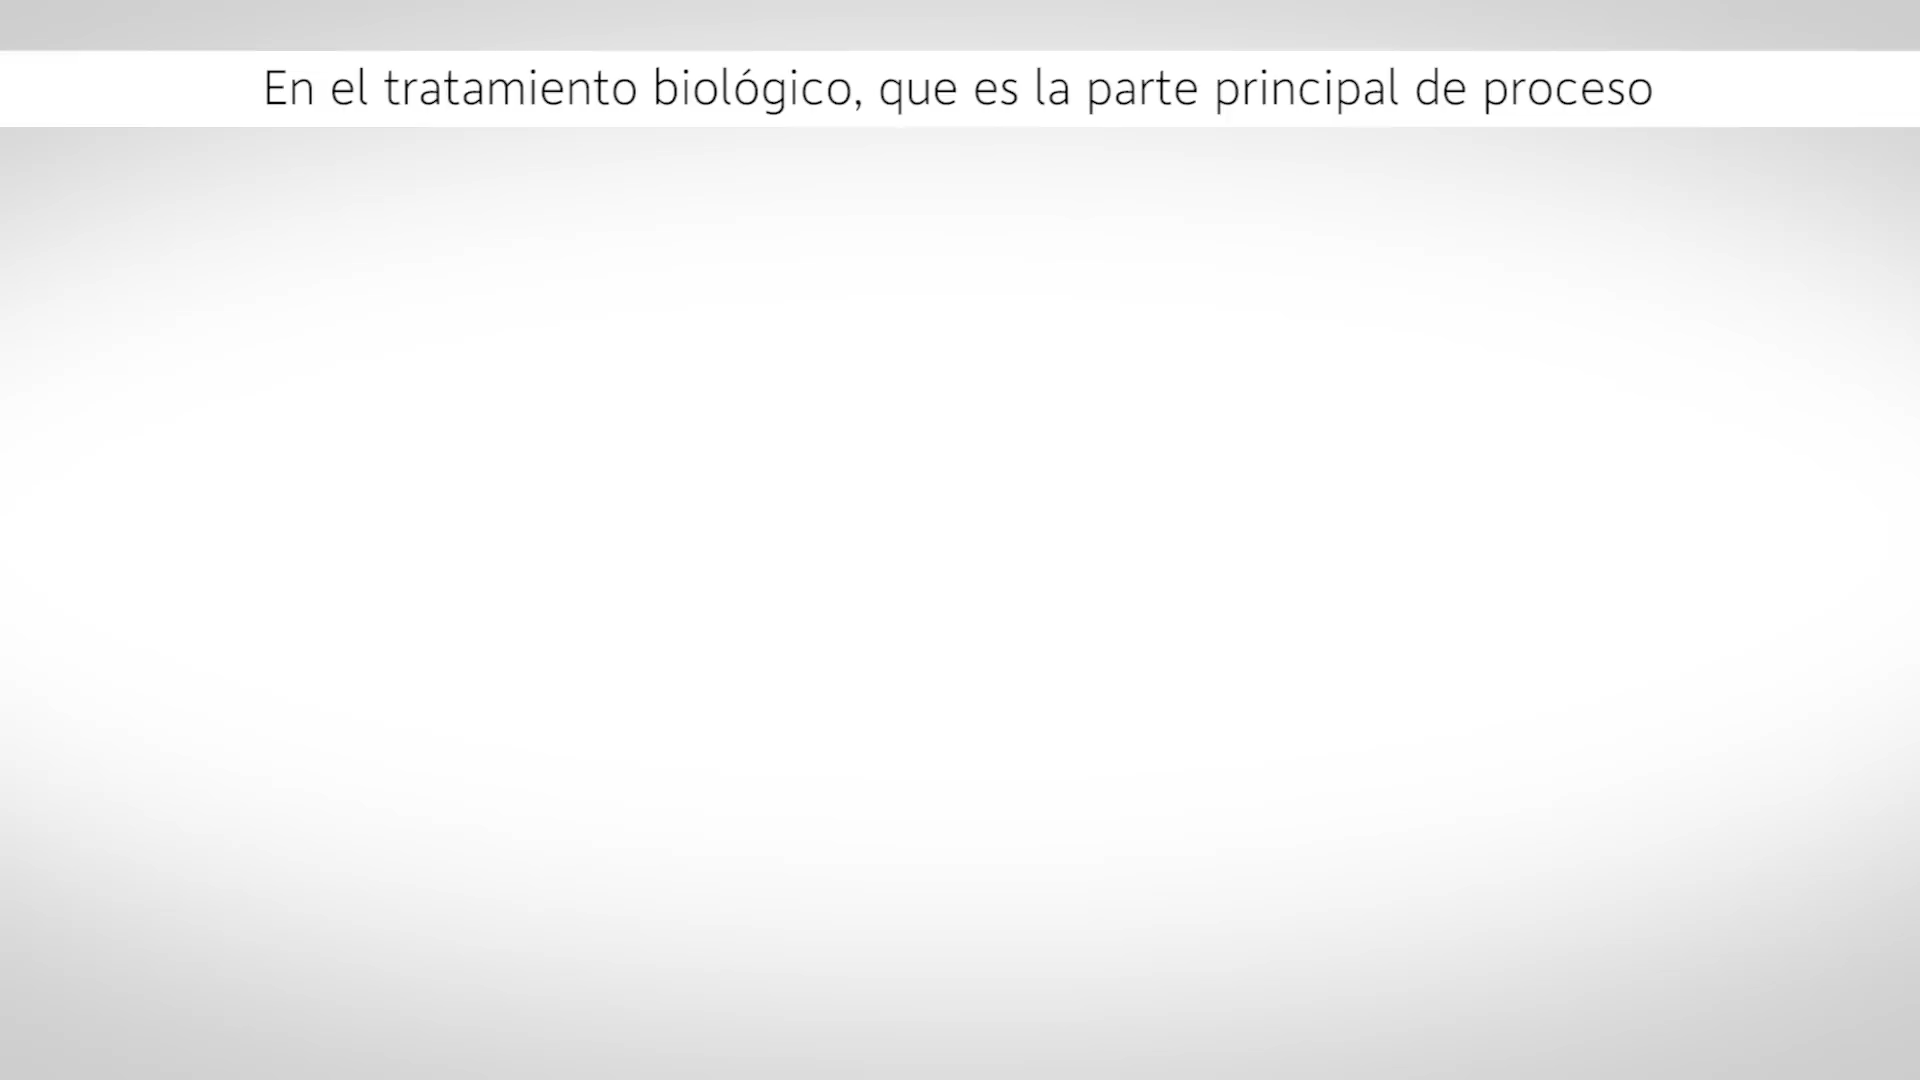 En el tratamiento biológico, que es la parte principal de proceso